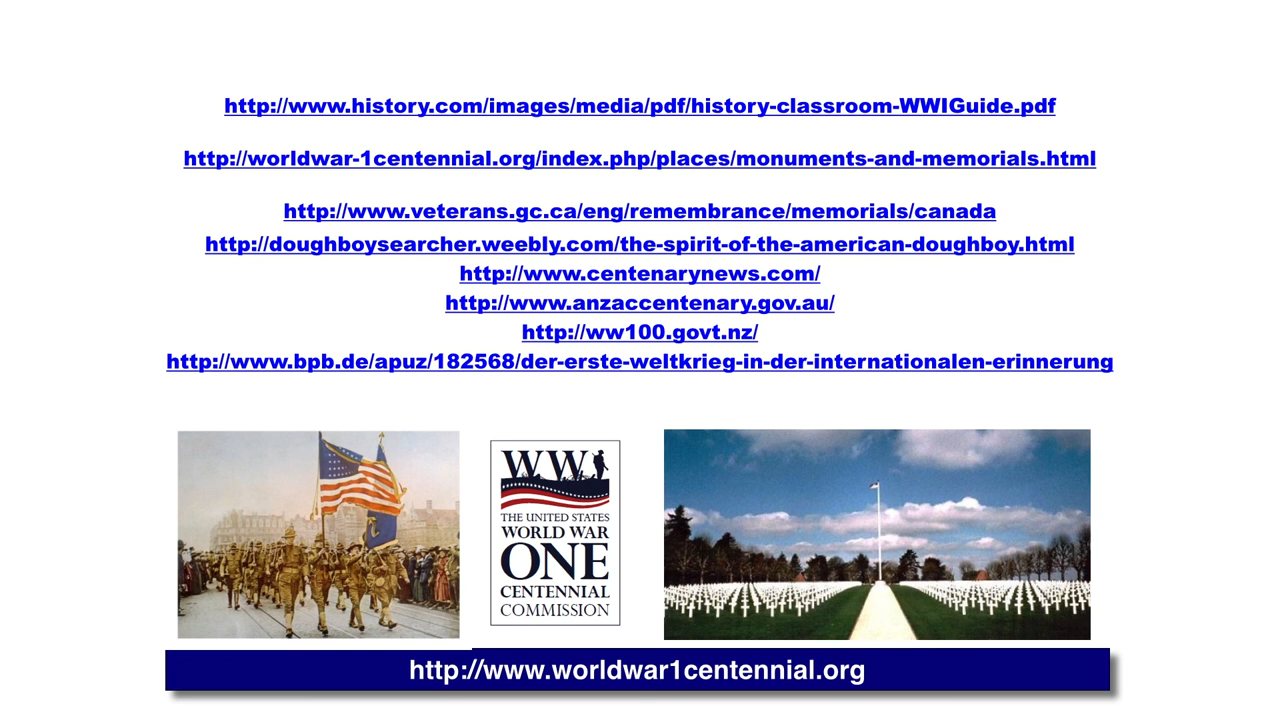 http://www.history.com/images/media/pdf/history-classroom-WWIGuide.pdf
http://worldwar-1centennial.org/index.php/places/monuments-and-memorials.html
http://www.veterans.gc.ca/eng/remembrance/memorials/canada
http://doughboysearcher.weebly.com/the-spirit-of-the-american-doughboy.html
http://www.centenarynews.com/
http://www.anzaccentenary.gov.au/
http://ww100.govt.nz/
http://www.bpb.de/apuz/182568/der-erste-weltkrieg-in-der-internationalen-erinnerung
WW1
THE UNITED STATES
WORLD WAR
ONE
CENTENNIAL
COMMISSION
http://www.worldwar1centennial.org